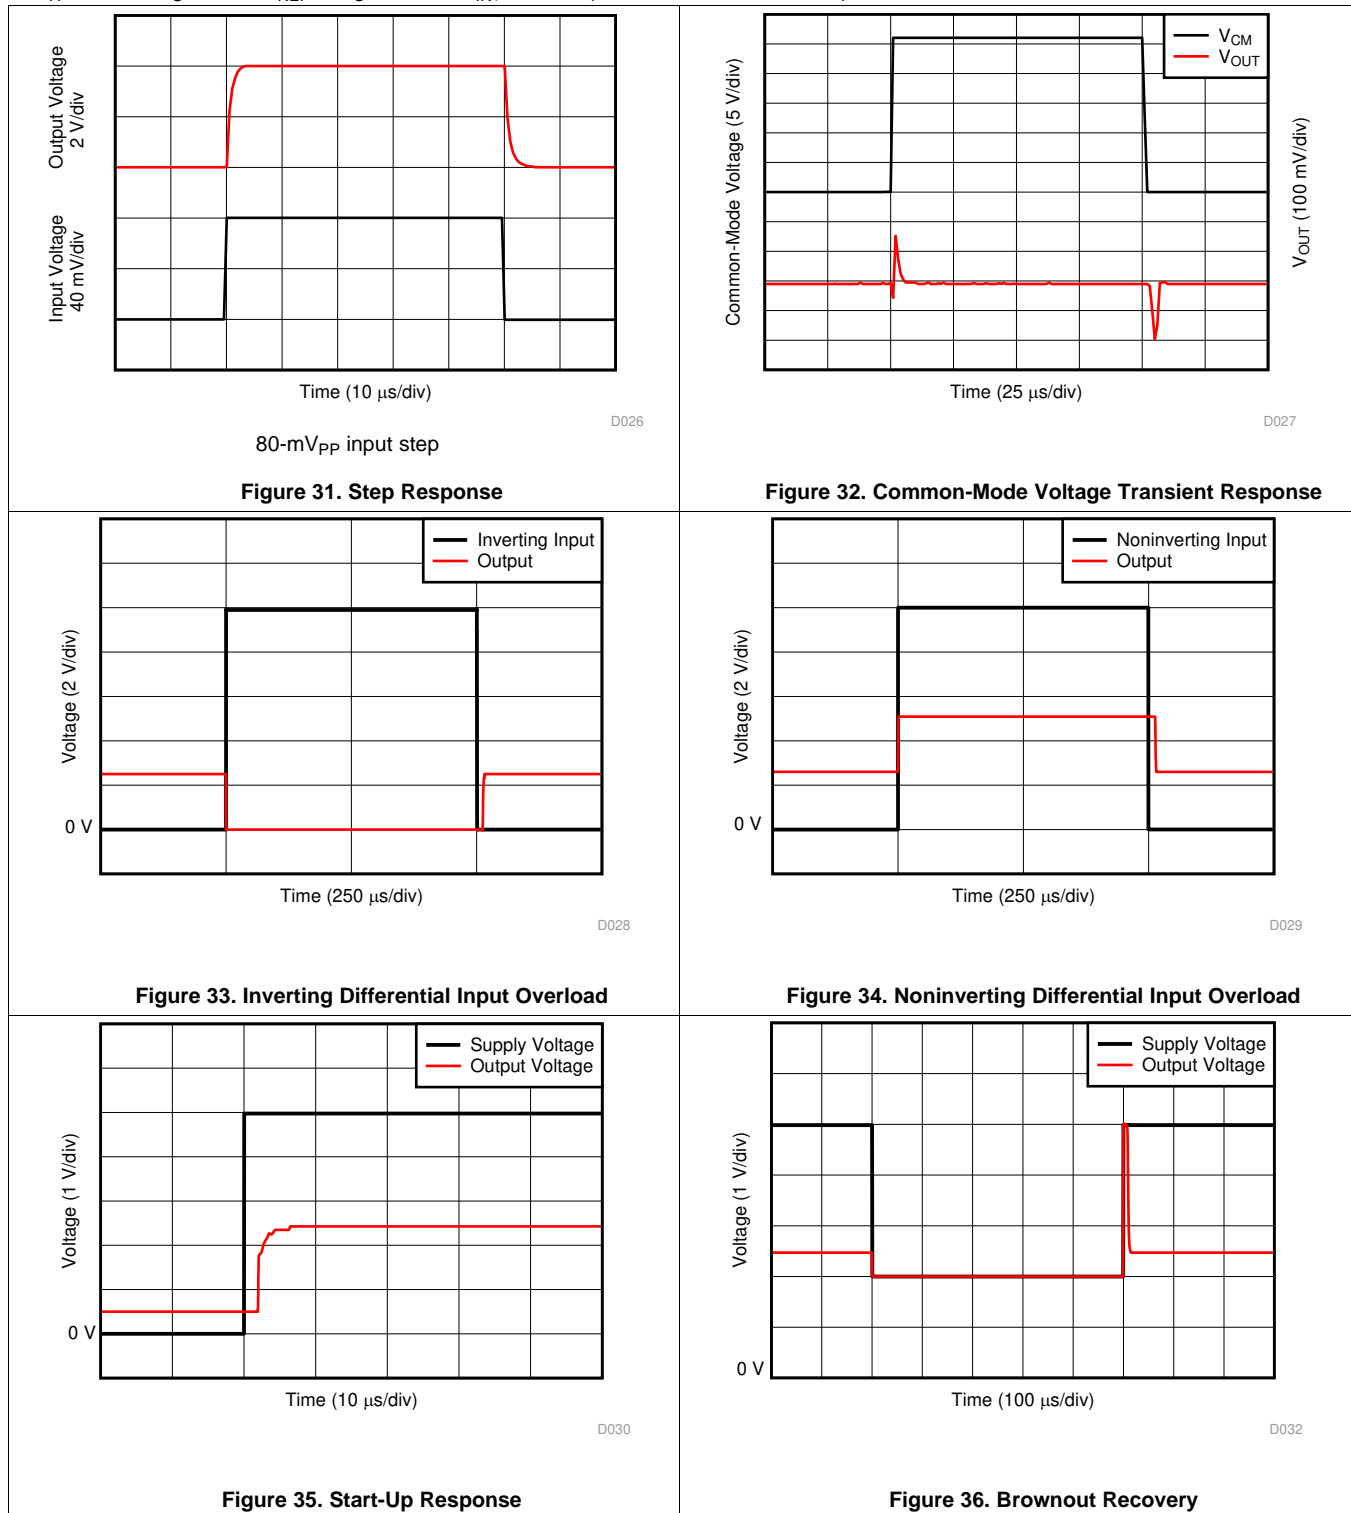 Output Voltage
2 V/div
Input Voltage
40 mV/div
Time (10 µs/div)
D026
80-mVPP input step
Figure 31. Step Response
VCM
VOUT
Common-Mode Voltage (5 V/div)
VOUT (100 mV/div)
Time (25 µs/div)
D027
Figure 32. Common-Mode Voltage Transient Response
Inverting Input
Output
Voltage (2 V/div)
0 V
Time (250 µs/div)
D028
Figure 33. Inverting Differential Input Overload
Noninverting Input
Output
Voltage (2 V/div)
0 V
Time (250 µs/div)
D029
Figure 34. Noninverting Differential Input Overload
Supply Voltage
Output Voltage
Voltage (1 V/div)
0 V
Time (10 µs/div)
D030
Figure 35. Start-Up Response
Supply Voltage
Output Voltage
Voltage (1 V/div)
0 V
Time (100 µs/div)
D032
Figure 36. Brownout Recovery